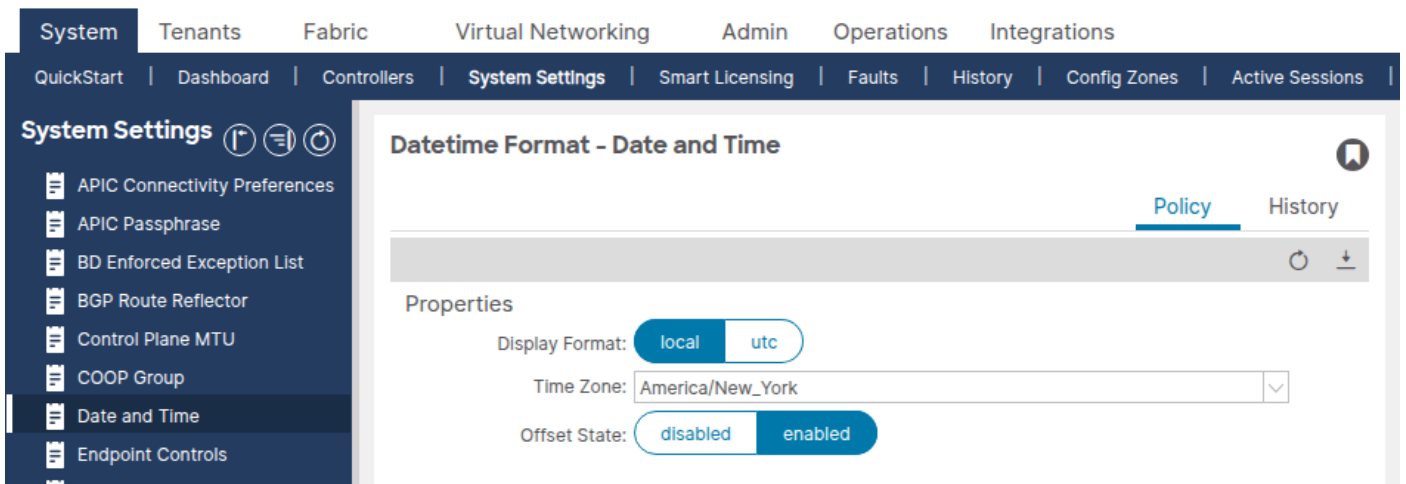 System Tenants Fabric Virtual Networking Admin Operations Integrations
QuickStart | Dashboard | Controllers | System Settings | Smart Licensing | Faults | History | Config Zones | Active Sessions |
System Settings
APIC Connectivity Preferences
APIC Passphrase
BD Enforced Exception List
BGP Route Reflector
Control Plane MTU
COOP Group
Date and Time
Endpoint Controls
Datetime Format - Date and Time
Policy History
Properties
Display Format: local utc
Time Zone: America/New_York
Offset State: disabled enabled